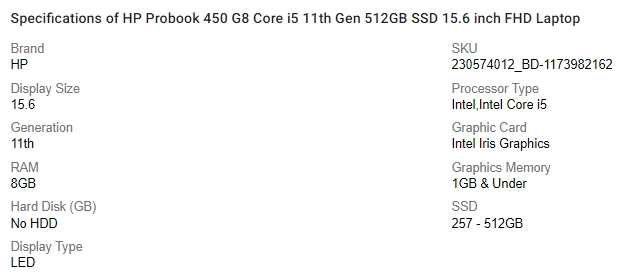 Specifications of HP Probook 450 G8 Core i5 11th Gen 512GB SSD 15.6 inch FHD Laptop
Brand
HP
SKU
230574012_BD-1173982162
Display Size
15.6
Processor Type
Intel,Intel Core i5
Generation
11th
Graphic Card
Intel Iris Graphics
RAM
8GB
Graphics Memory
1GB & Under
Hard Disk (GB)
No HDD
SSD
257 - 512GB
Display Type
LED